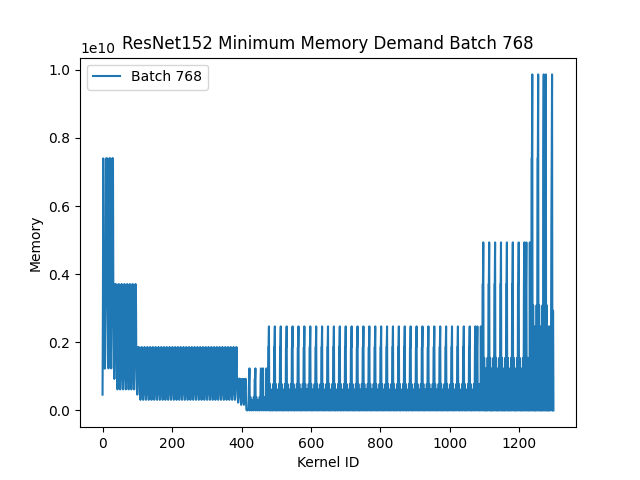 ResNet152 Minimum Memory Demand Batch 768
1e10
Batch 768
1.0
0.8
0.6
0.4
0.2
0.0
Memory
0 200 400 600 800 1000 1200
Kernel ID